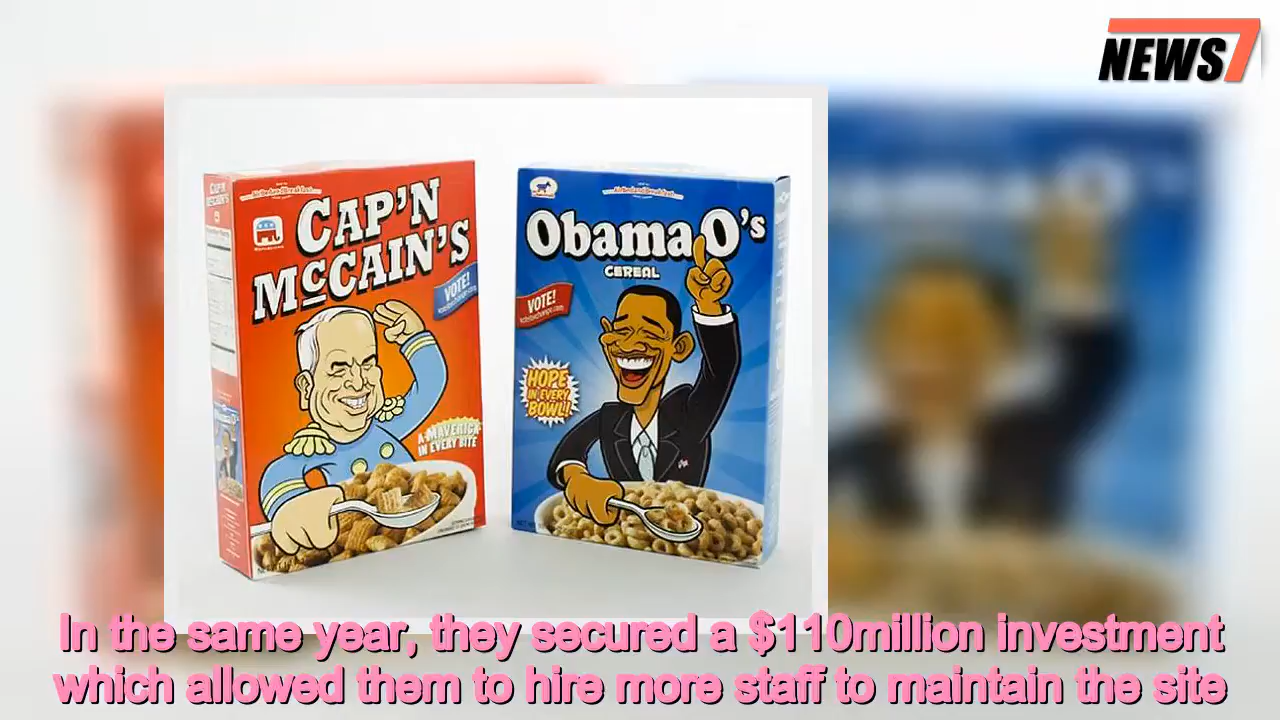 NEWS7
CAP'N
McCAIN'S
VOTE!
A MAVERICK
IN EVERY BITE
Obama O's
CEREAL
VOTE!
HOPE
IN EVERY
BOWL!
In the same year, they secured a $110million investment
which allowed them to hire more staff to maintain the site